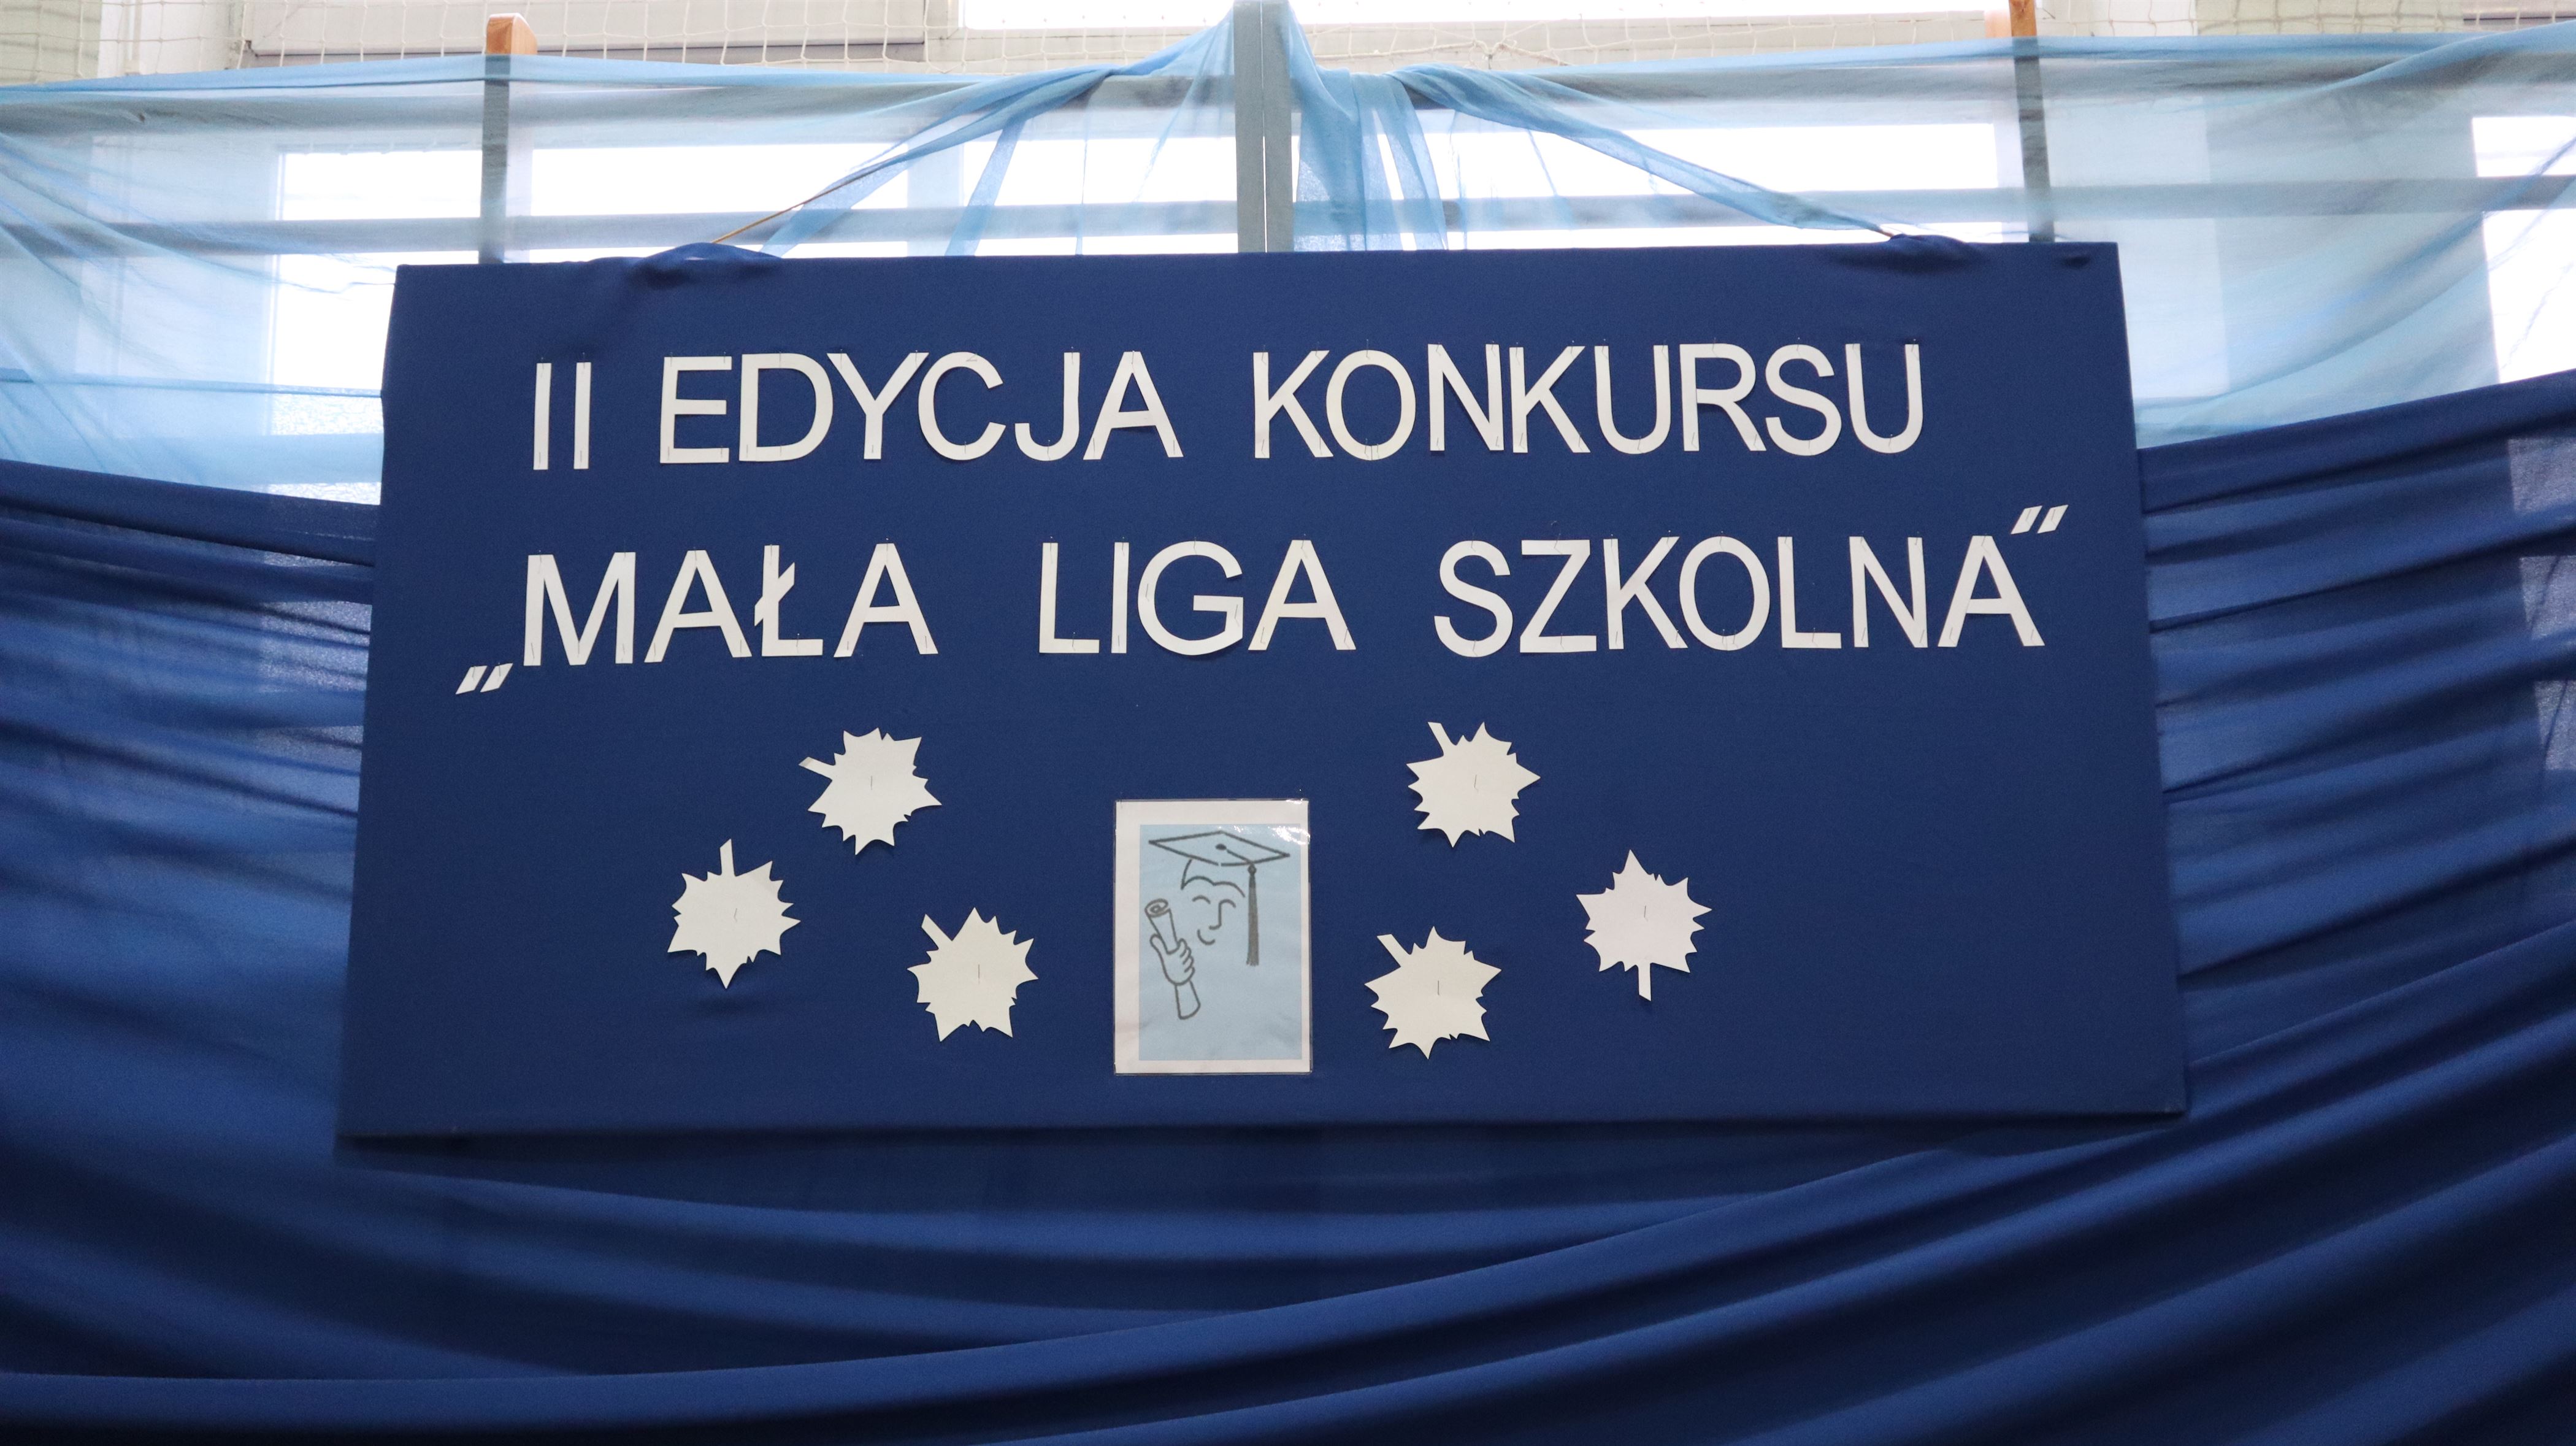 II EDYCJA KONKURSU
„MAŁA LIGA SZKOLNA”